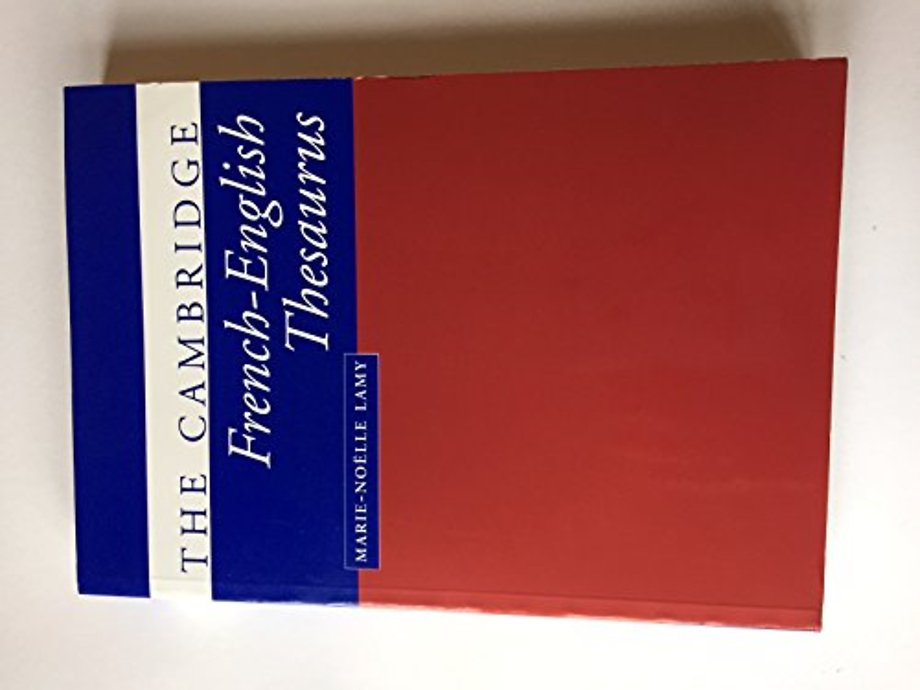 THE CAMBRIDGE
French-English
Thesaurus
MARIE-NOËLLE LAMY